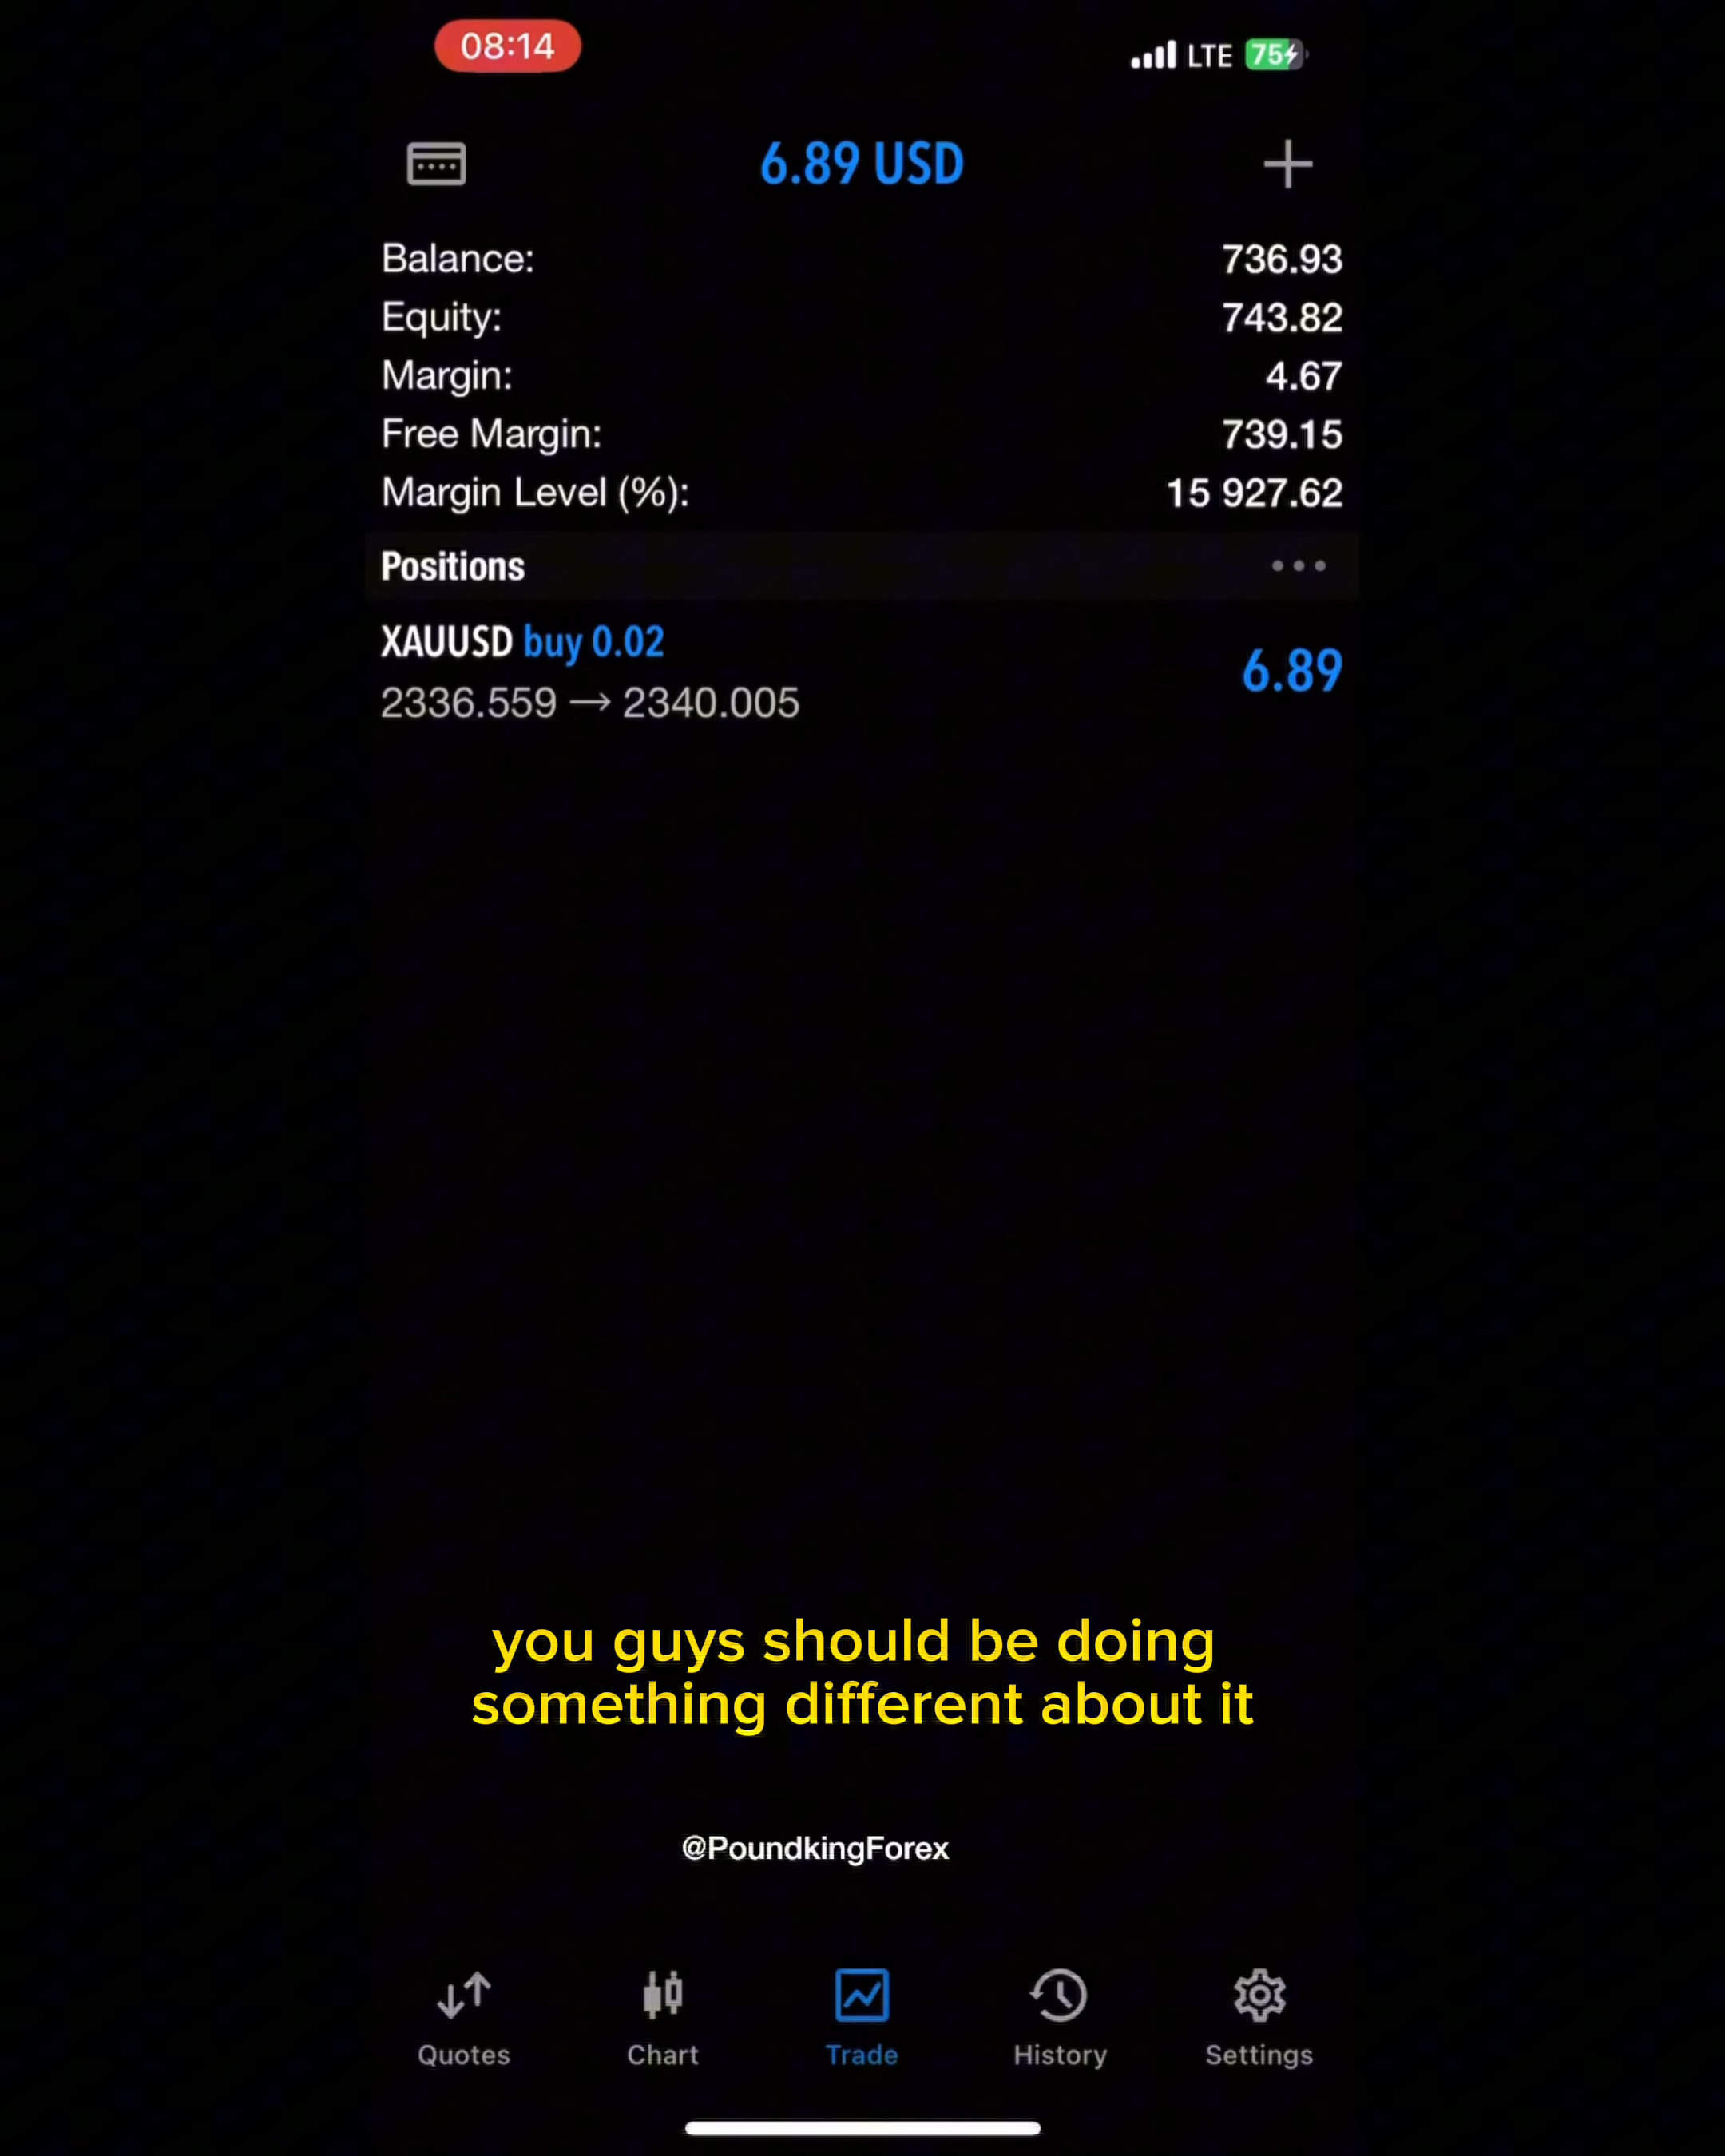 08:14
LTE 75
6.89 USD
Balance: 736.93
Equity: 743.82
Margin: 4.67
Free Margin: 739.15
Margin Level (%): 15 927.62
Positions
XAUUSD buy 0.02 6.89
2336.559 → 2340.005
you guys should be doing
something different about it
@PoundkingForex
Quotes Chart Trade History Settings